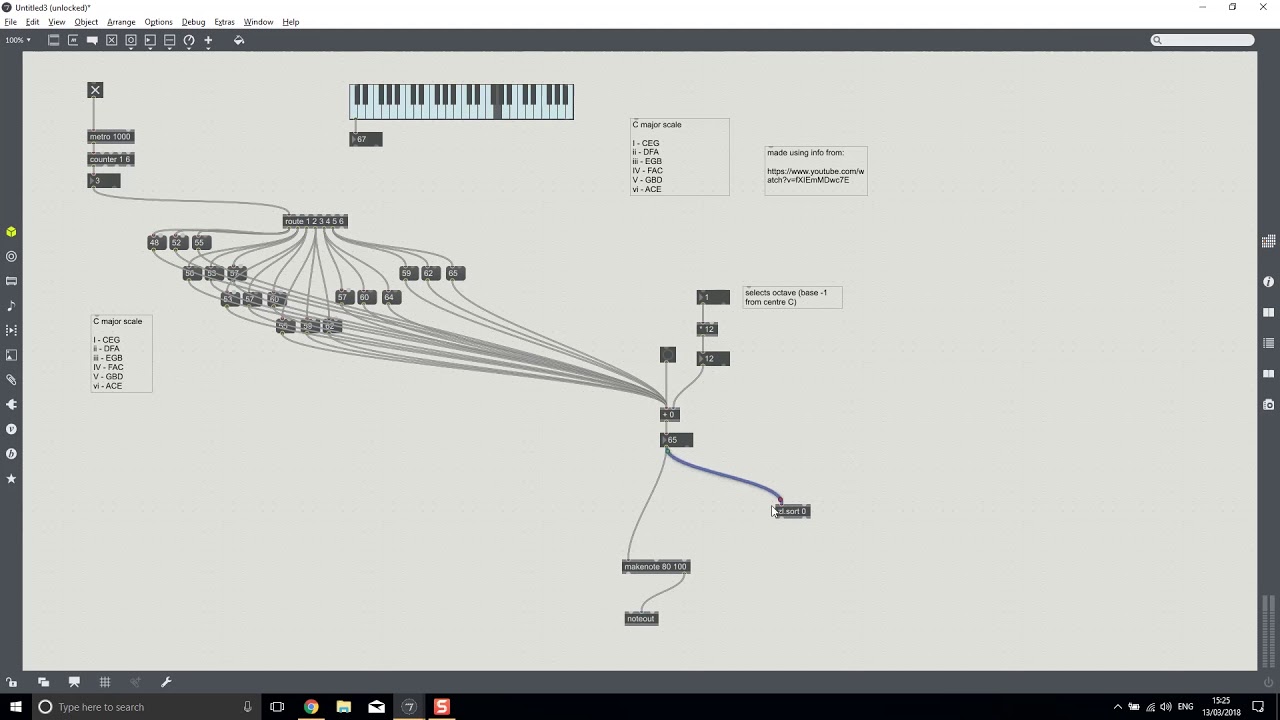 Untitled3 (unlocked)*
File Edit View Object Arrange Options Debug Extras Window Help
100%
67
metro 1000
counter 1 6
3
C major scale
I - CEG
ii - DFA
iii - EGB
IV - FAC
V - GBD
vi - ACE
made using info from:
https://www.youtube.com/w
atch?v=fXlEmMDwc7E
route 1 2 3 4 5 6
48 52 55
50 53 57 59 62 65
53 57 60 57 60 64
55 59 62
C major scale
I - CEG
ii - DFA
iii - EGB
IV - FAC
V - GBD
vi - ACE
1
selects octave (base -1
from centre C)
* 12
12
+ 0
65
zl.sort 0
makenote 80 100
noteout
Type here to search
ENG
15:25
13/03/2018